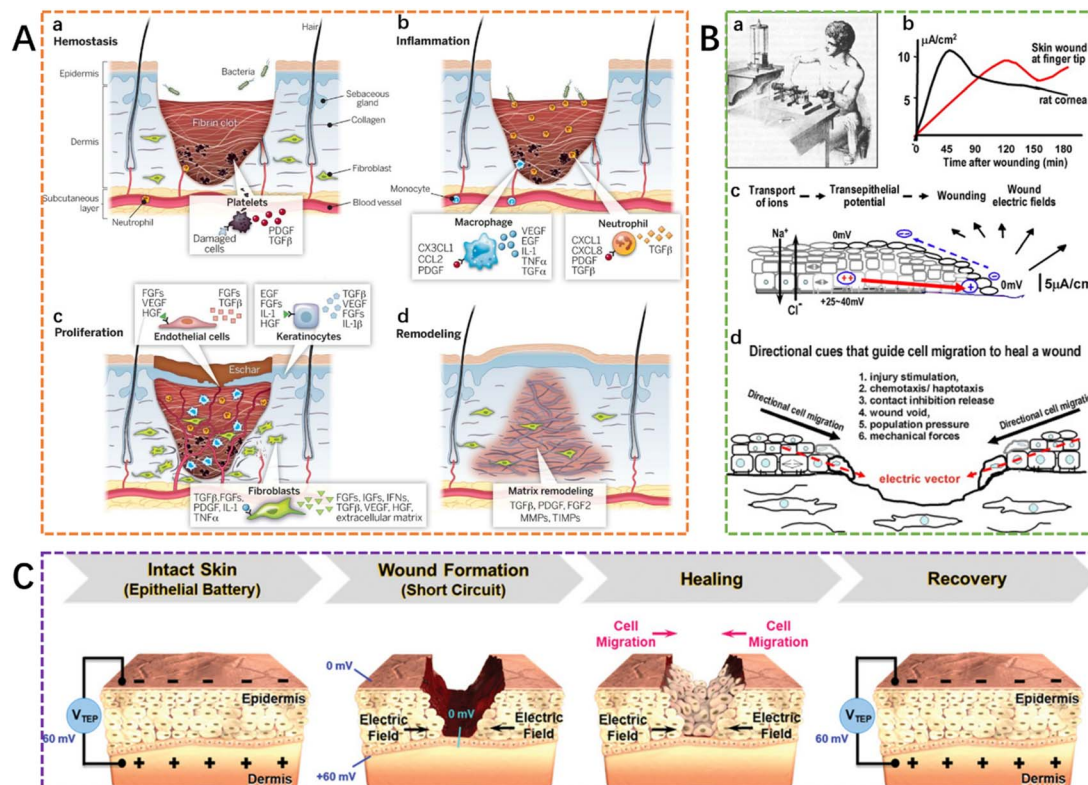 A
a
Hemostasis
Hair
Bacteria
Epidermis
Sebaceous
gland
Fibrin clot
Collagen
Dermis
Fibroblast
Subcutaneous
layer
Blood vessel
Neutrophil
Platelets
Damaged
cells
PDGF
TGFβ
b
Inflammation
Monocyte
Macrophage
CX3CL1
CCL2
PDGF
VEGF
EGF
IL-1
TNFα
TGFα
Neutrophil
CXCL1
CXCL8
PDGF
TGFβ
TGFβ
c
Proliferation
FGFs
VEGF
HGF
FGFs
TGFβ
Endothelial cells
EGF
FGFs
IL-1
HGF
TGFβ
VEGF
FGFs
IL-1β
Keratinocytes
Eschar
Fibroblasts
TGFβ,FGFs,
PDGF, IL-1
TNFα
FGFs, IGFs, IFNs,
TGFβ, VEGF, HGF,
extracellular matrix
d
Remodeling
Matrix remodeling
TGFβ, PDGF, FGF2
MMPs, TIMPs
B
a
b
μA/cm²
10
5
Skin wound
at finger tip
rat cornea
0 45 90 120 150 180
Time after wounding (min)
c
Transport
of ions
Transepithelial
potential
Wounding
Wound
electric fields
Na⁺
0mV
Cl⁻
+25~40mV
++
+
0mV
5μA/cm
d
Directional cues that guide cell migration to heal a wound
1. injury stimulation,
2. chemotaxis/ haptotaxis
3. contact inhibition release
4. wound void,
5. population pressure
6. mechanical forces
Directional cell migration
Directional cell migration
electric vector
C
Intact Skin
(Epithelial Battery)
Wound Formation
(Short Circuit)
Healing
Recovery
VTEP
60 mV
Epidermis
Dermis
0 mV
0 mV
Electric
Field
Electric
Field
+60 mV
Cell
Migration
Cell
Migration
Electric
Field
Electric
Field
VTEP
60 mV
Epidermis
Dermis